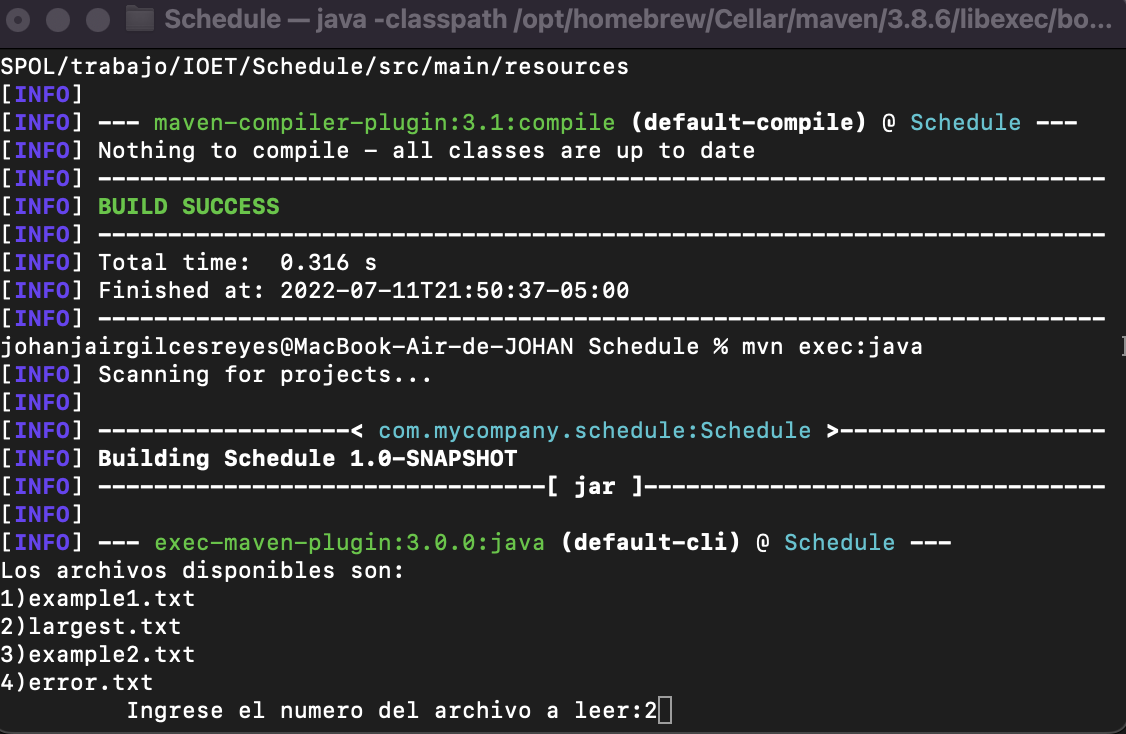 Schedule — java -classpath /opt/homebrew/Cellar/maven/3.8.6/libexec/bo...
SPOL/trabajo/IOET/Schedule/src/main/resources
[INFO]
[INFO] --- maven-compiler-plugin:3.1:compile (default-compile) @ Schedule ---
[INFO] Nothing to compile - all classes are up to date
[INFO] ------------------------------------------------------------------------
[INFO] BUILD SUCCESS
[INFO] ------------------------------------------------------------------------
[INFO] Total time:  0.316 s
[INFO] Finished at: 2022-07-11T21:50:37-05:00
[INFO] ------------------------------------------------------------------------
johanjairgilcesreyes@MacBook-Air-de-JOHAN Schedule % mvn exec:java
[INFO] Scanning for projects...
[INFO]
[INFO] ------------------< com.mycompany.schedule:Schedule >-------------------
[INFO] Building Schedule 1.0-SNAPSHOT
[INFO] --------------------------------[ jar ]---------------------------------
[INFO]
[INFO] --- exec-maven-plugin:3.0.0:java (default-cli) @ Schedule ---
Los archivos disponibles son:
1)example1.txt
2)largest.txt
3)example2.txt
4)error.txt
Ingrese el numero del archivo a leer:2